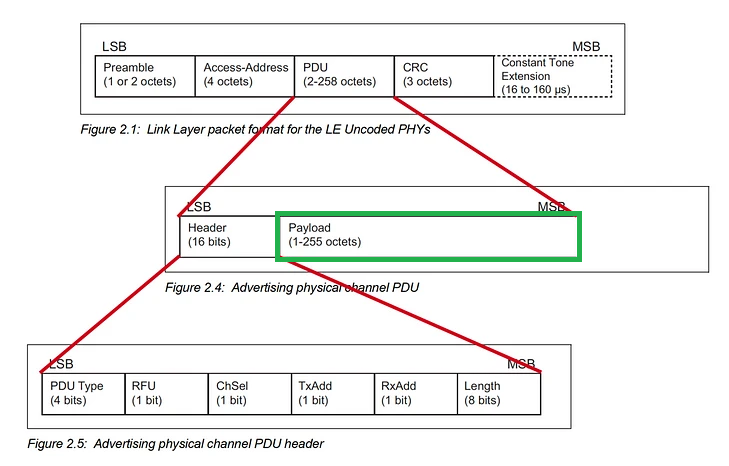 LSB MSB
Preamble Access-Address PDU CRC Constant Tone
(1 or 2 octets) (4 octets) (2-258 octets) (3 octets) Extension
(16 to 160 µs)
Figure 2.1: Link Layer packet format for the LE Uncoded PHYs
LSB MSB
Header Payload
(16 bits) (1-255 octets)
Figure 2.4: Advertising physical channel PDU
LSB MSB
PDU Type RFU ChSel TxAdd RxAdd Length
(4 bits) (1 bit) (1 bit) (1 bit) (1 bit) (8 bits)
Figure 2.5: Advertising physical channel PDU header